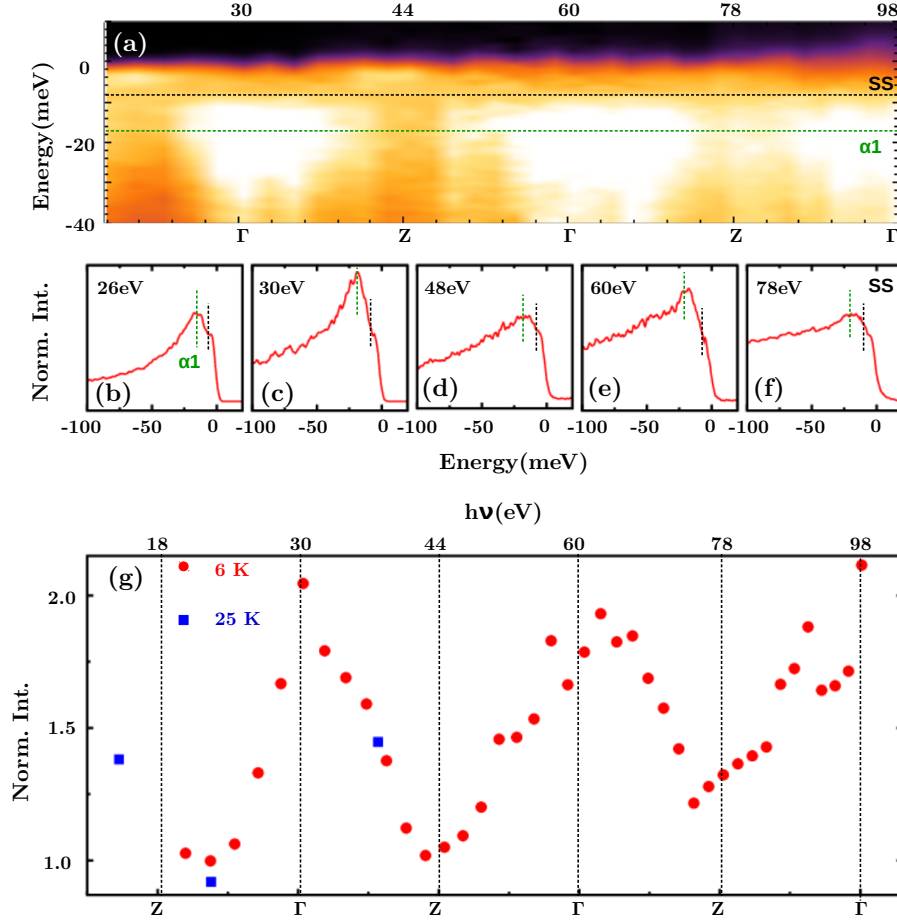 30 44 60 78 98
(a)
0
SS
Energy(meV)
-20
α1
-40
Γ Z Γ Z Γ
26eV 30eV 48eV 60eV 78eV SS
Norm. Int.
α1
(b) (c) (d) (e) (f)
-100 -50 0 -100 -50 0 -100 -50 0 -100 -50 0 -100 -50 0
Energy(meV)
hν(eV)
18 30 44 60 78 98
(g)
6 K
2.0
25 K
Norm. Int.
1.5
1.0
Z Γ Z Γ Z Γ